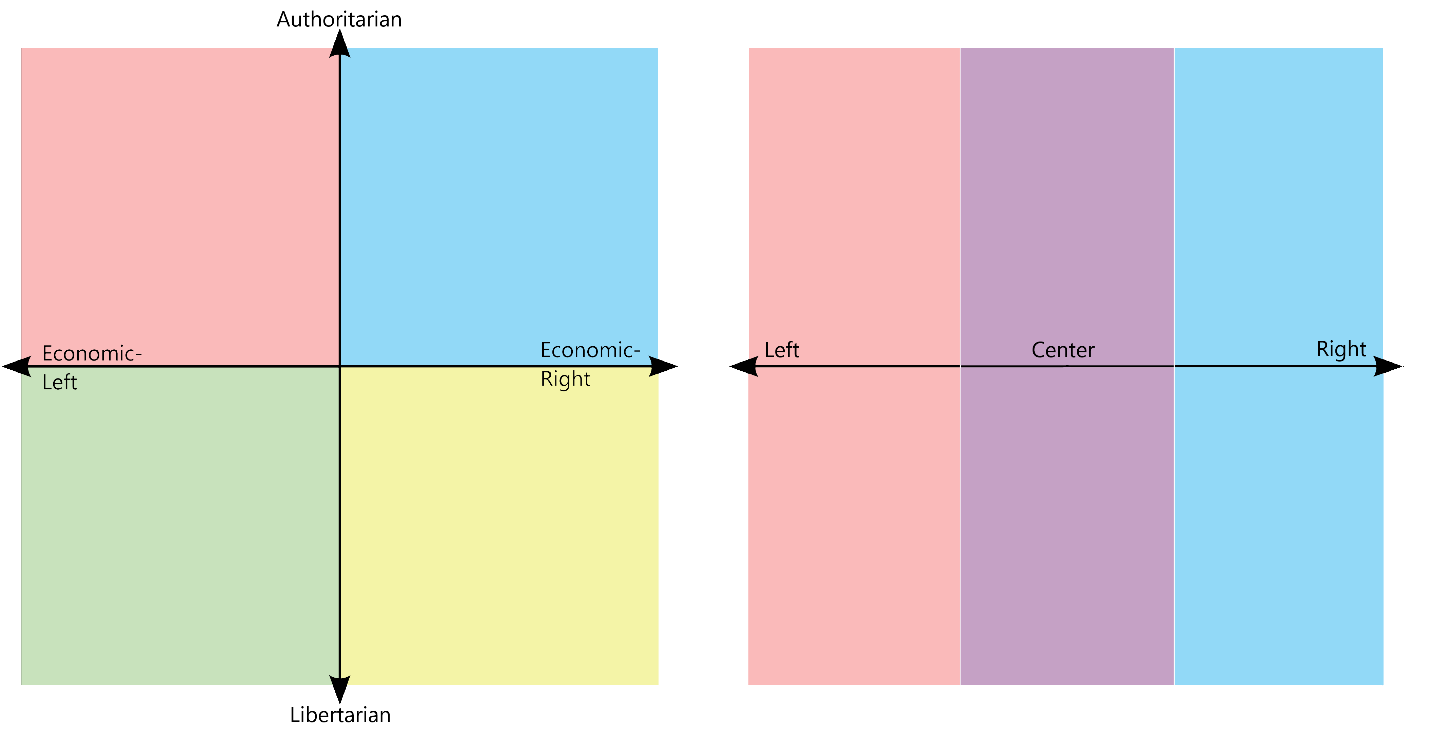 Authoritarian
Economic-
Left
Economic-
Right
Libertarian
Left
Center
Right